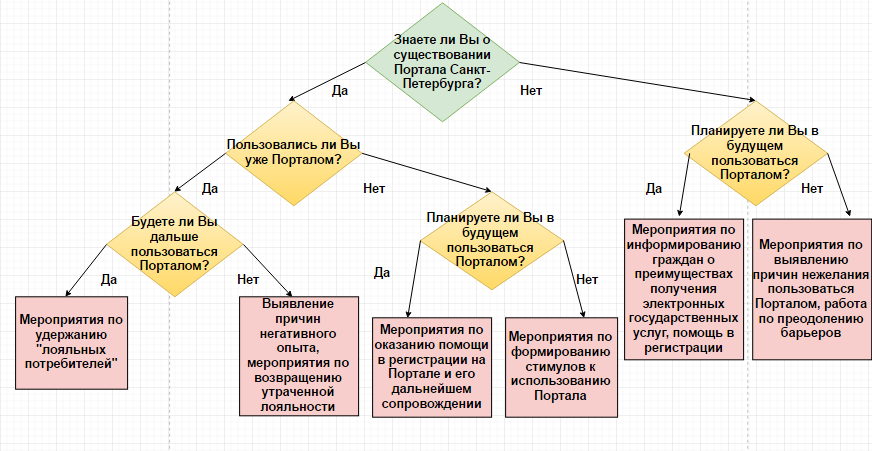 Знаете ли Вы о
существовании
Портала Санкт-
Петербурга?
Да
Нет
Пользовались ли Вы
уже Порталом?
Планируете ли Вы в
будущем
пользоваться
Порталом?
Да
Нет
Да
Нет
Будете ли Вы
дальше
пользоваться
Порталом?
Планируете ли Вы в
будущем
пользоваться
Порталом?
Да
Нет
Да
Нет
Мероприятия по
удержанию
"лояльных
потребителей"
Выявление
причин
негативного
опыта,
мероприятия по
возвращению
утраченной
лояльности
Мероприятия по
оказанию помощи
в регистрации на
Портале и его
дальнейшем
сопровождении
Мероприятия по
формированию
стимулов к
использованию
Портала
Мероприятия по
информированию
граждан о
преимуществах
получения
электронных
государственных
услуг, помощь в
регистрации
Мероприятия по
выявлению
причин нежелания
пользоваться
Порталом, работа
по преодолению
барьеров